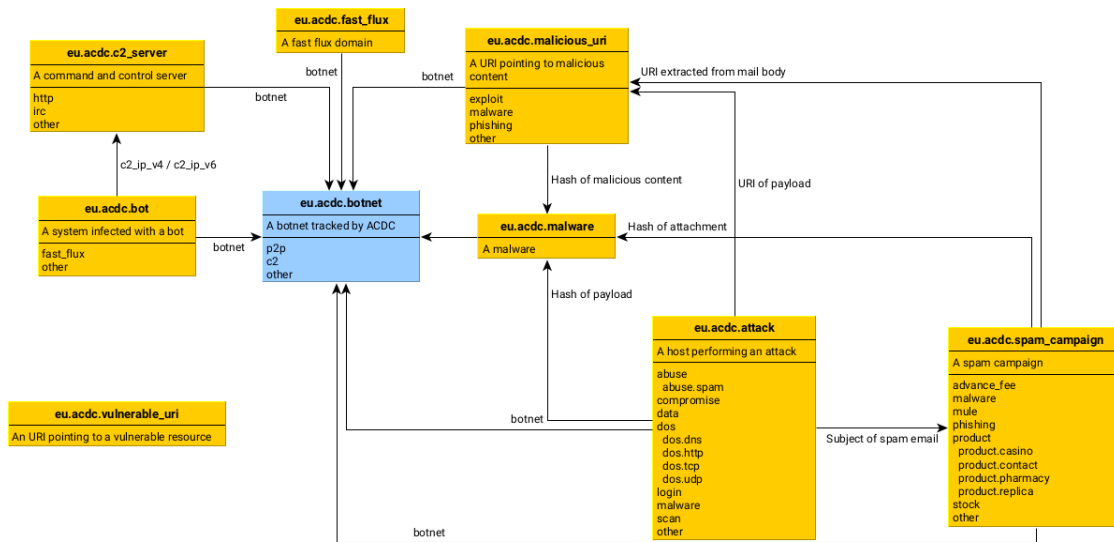 eu.acdc.fast_flux
A fast flux domain
eu.acdc.c2_server
A command and control server
http
irc
other
eu.acdc.malicious_uri
A URI pointing to malicious
content
exploit
malware
phishing
other
botnet
botnet
botnet
URI extracted from mail body
c2_ip_v4 / c2_ip_v6
Hash of malicious content
URI of payload
eu.acdc.bot
A system infected with a bot
fast_flux
other
botnet
eu.acdc.botnet
A botnet tracked by ACDC
p2p
c2
other
eu.acdc.malware
A malware
Hash of attachment
Hash of payload
eu.acdc.attack
A host performing an attack
abuse
abuse.spam
compromise
data
dos
dos.dns
dos.http
dos.tcp
dos.udp
login
malware
scan
other
eu.acdc.spam_campaign
A spam campaign
advance_fee
malware
mule
phishing
product
product.casino
product.contact
product.pharmacy
product.replica
stock
other
eu.acdc.vulnerable_uri
An URI pointing to a vulnerable resource
botnet
Subject of spam email
botnet